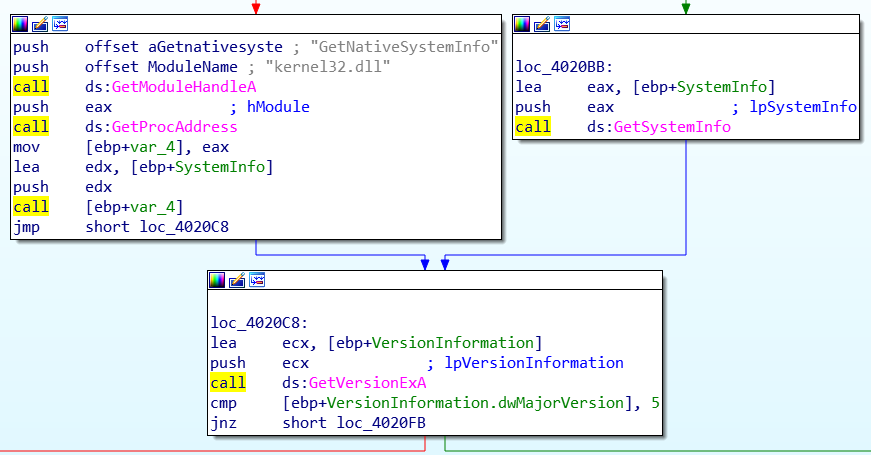 push offset aGetnativesyste ; "GetNativeSystemInfo"
push offset ModuleName ; "kernel32.dll"
call ds:GetModuleHandleA
push eax ; hModule
call ds:GetProcAddress
mov [ebp+var_4], eax
lea edx, [ebp+SystemInfo]
push edx
call [ebp+var_4]
jmp short loc_4020C8
loc_4020BB:
lea eax, [ebp+SystemInfo]
push eax ; lpSystemInfo
call ds:GetSystemInfo
loc_4020C8:
lea ecx, [ebp+VersionInformation]
push ecx ; lpVersionInformation
call ds:GetVersionExA
cmp [ebp+VersionInformation.dwMajorVersion], 5
jnz short loc_4020FB